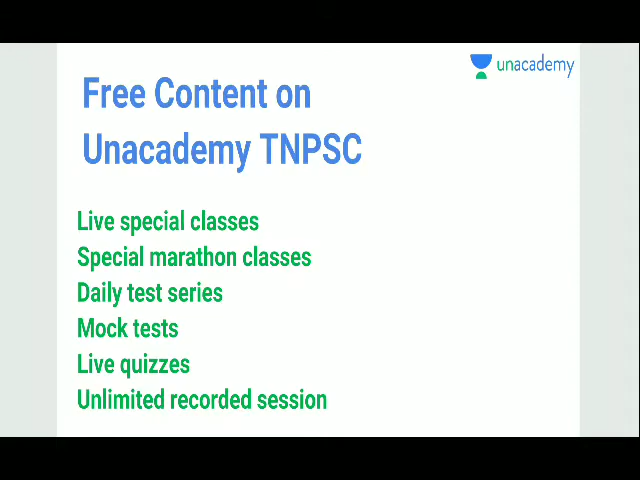 unacademy
Free Content on
Unacademy TNPSC
Live special classes
Special marathon classes
Daily test series
Mock tests
Live quizzes
Unlimited recorded session